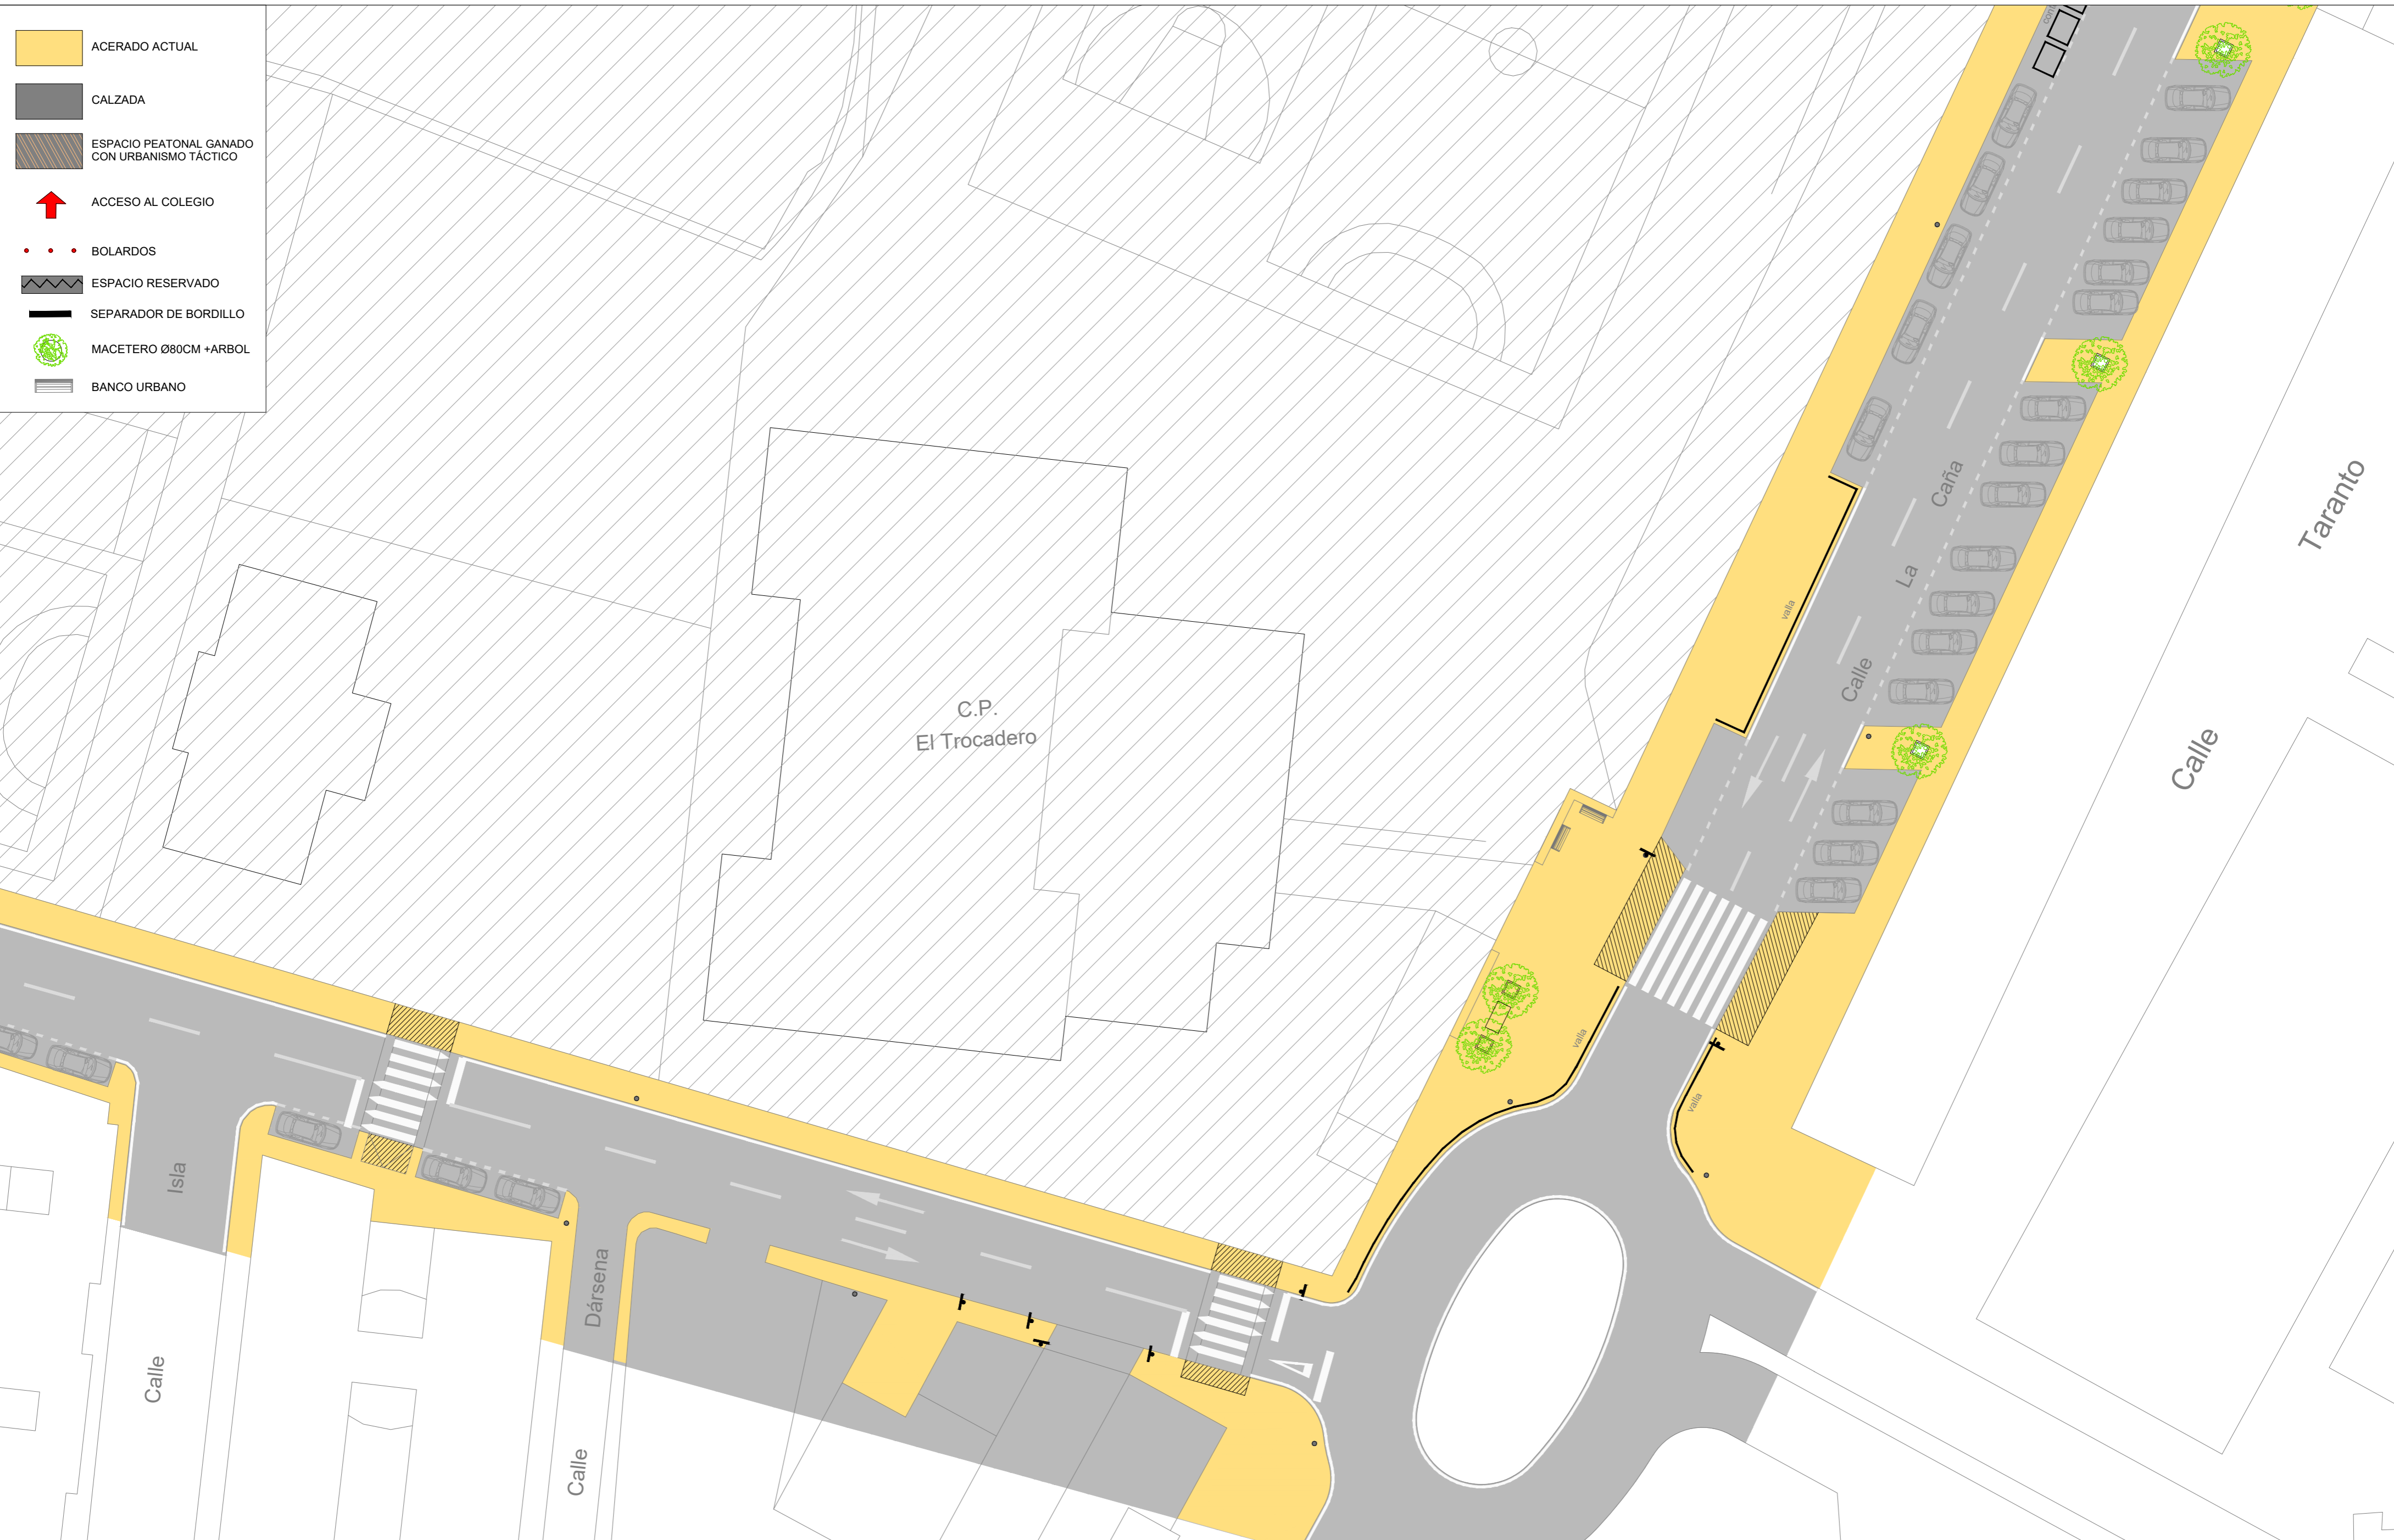 ACERADO ACTUAL
CALZADA
ESPACIO PEATONAL GANADO
CON URBANISMO TÁCTICO
ACCESO AL COLEGIO
BOLARDOS
ESPACIO RESERVADO
SEPARADOR DE BORDILLO
MACETERO Ø80CM +ARBOL
BANCO URBANO
C.P.
El Trocadero
valla
Calle La Caña
Calle Taranto
valla
valla
Calle Isla
Calle Dársena